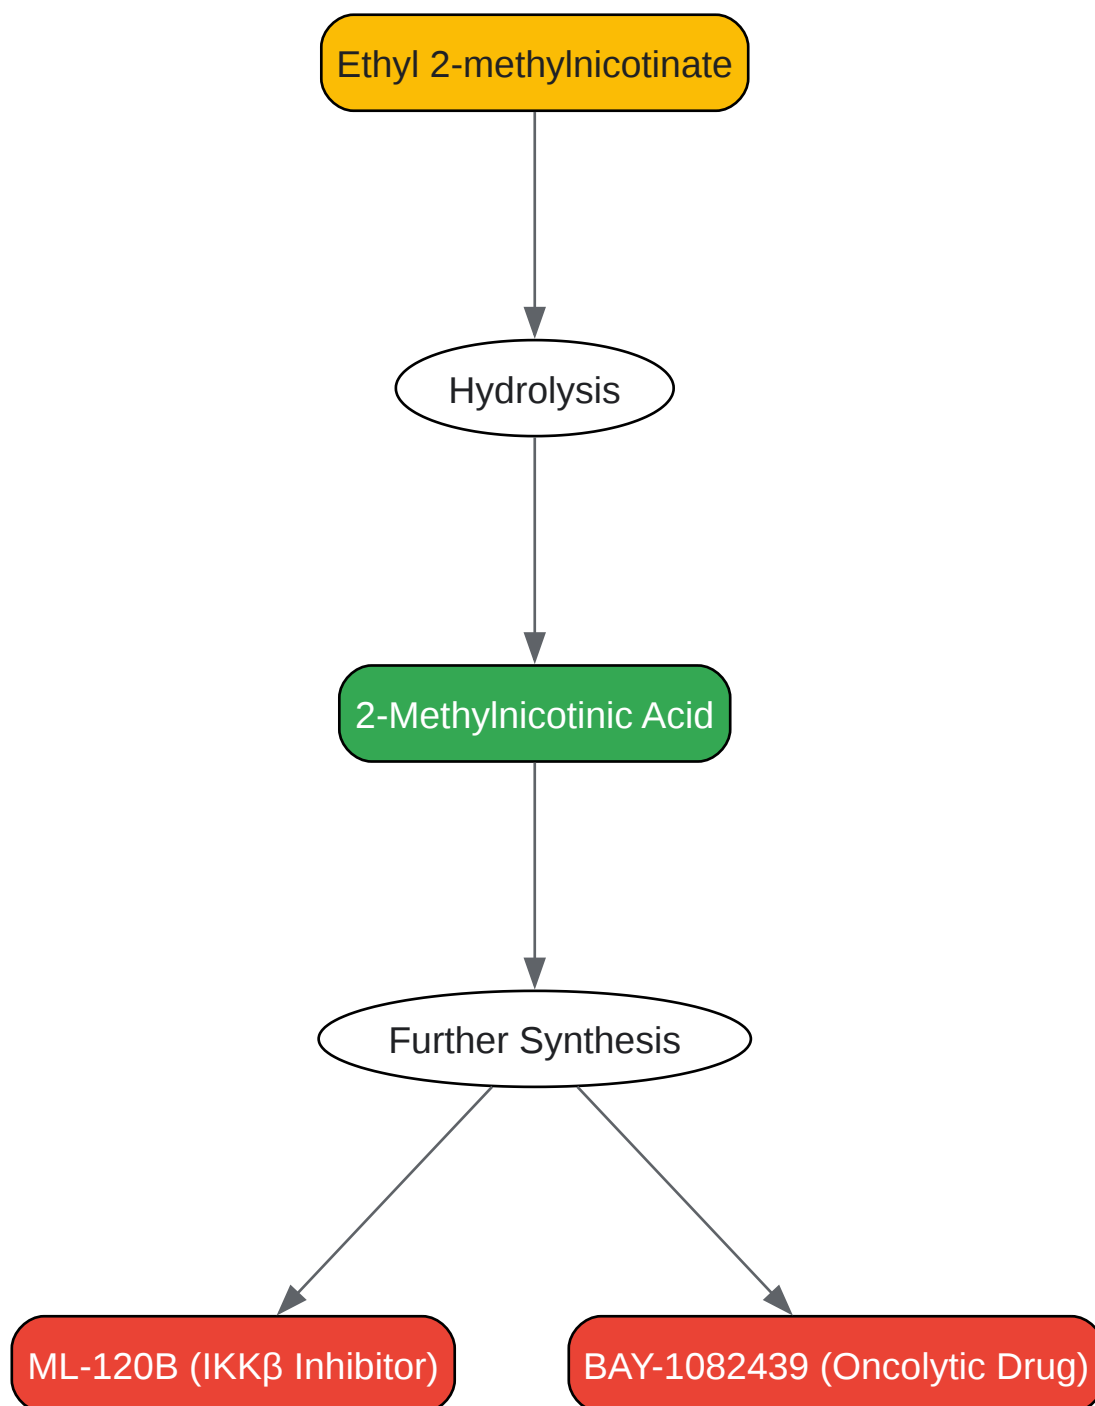 Ethyl 2-methylnicotinate
Hydrolysis
2-Methylnicotinic Acid
Further Synthesis
ML-120B (IKKβ Inhibitor)
BAY-1082439 (Oncolytic Drug)